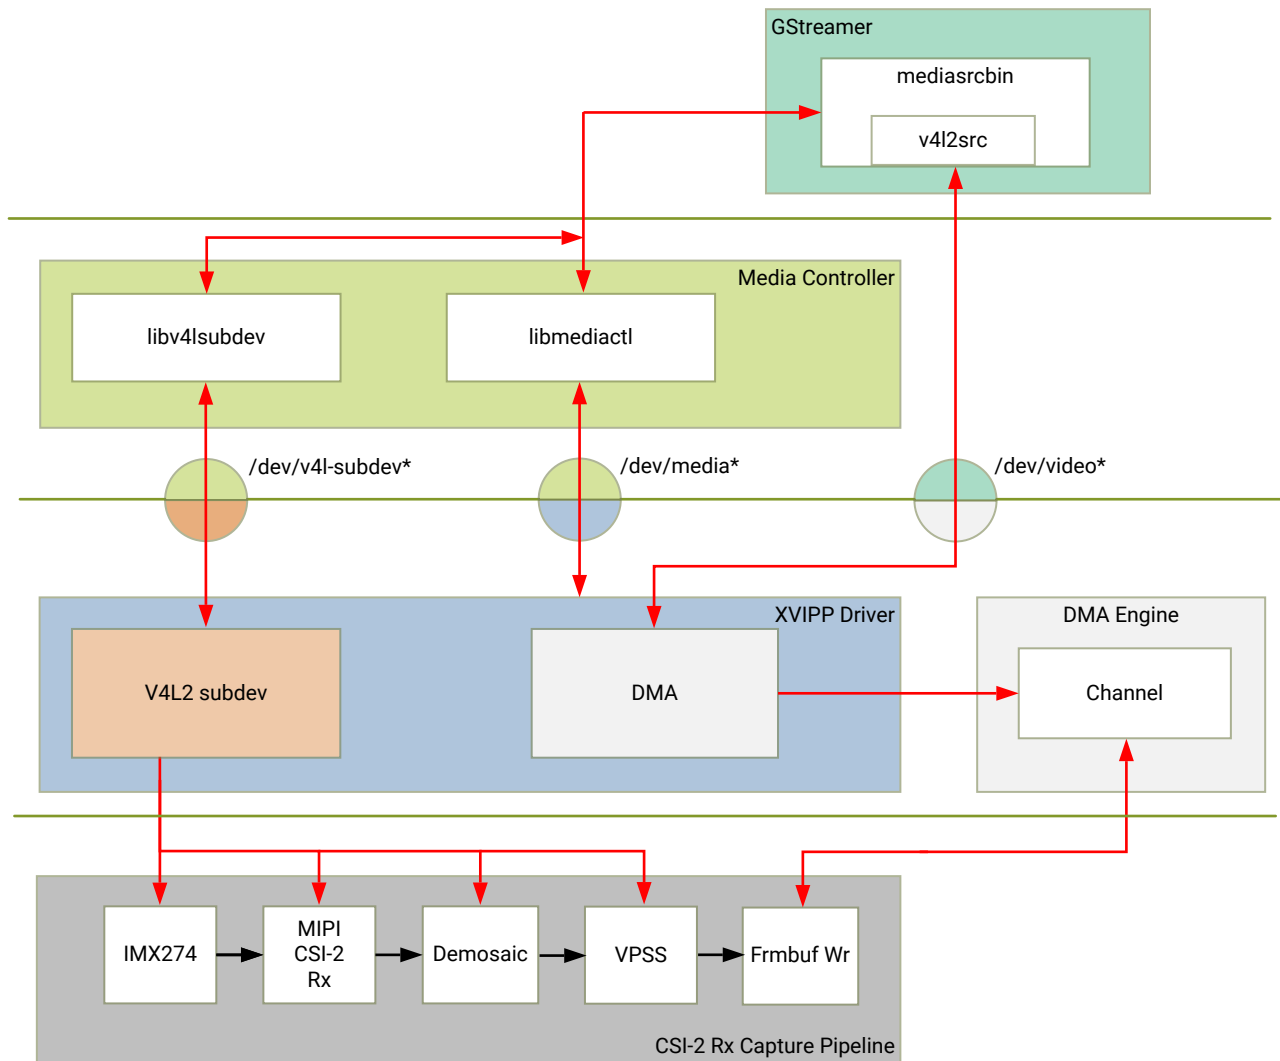 GStreamer
mediasrcbin
v4l2src
Media Controller
libv4lsubdev
libmediactl
/dev/v4l-subdev*
/dev/media*
/dev/video*
XVIPP Driver
DMA Engine
V4L2 subdev
DMA
Channel
IMX274
MIPI
CSI-2
Rx
Demosaic
VPSS
Frmbuf Wr
CSI-2 Rx Capture Pipeline